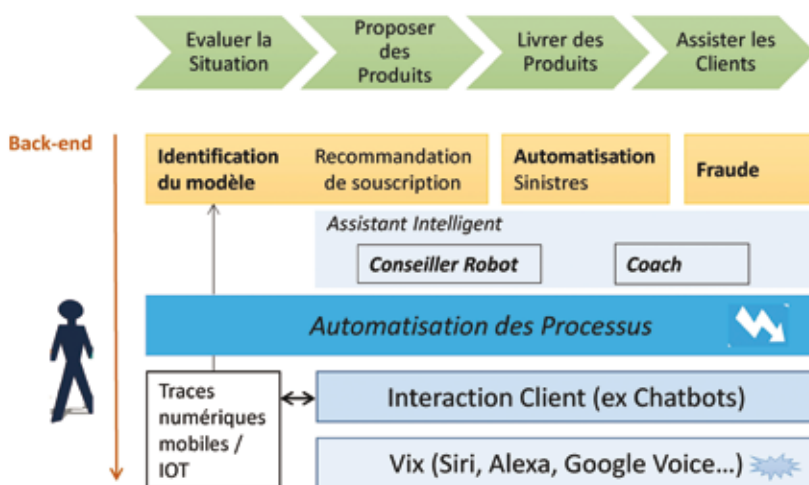 Evaluer la
Situation
Proposer
des
Produits
Livrer des
Produits
Assister les
Clients
Back-end
Identification
du modèle
Recommandation
de souscription
Automatisation
Sinistres
Fraude
Assistant Intelligent
Conseiller Robot
Coach
Automatisation des Processus
Traces
numériques
mobiles /
IOT
Interaction Client (ex Chatbots)
Vix (Siri, Alexa, Google Voice...)